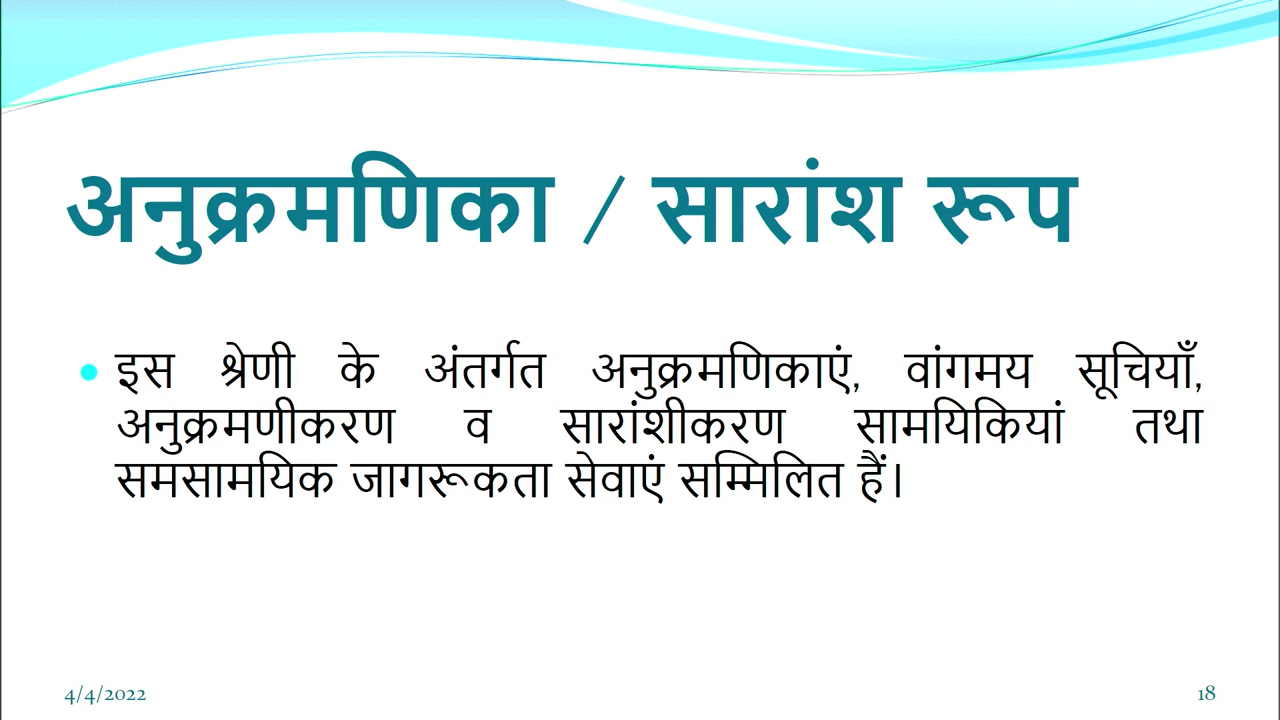 अनुक्रमणिका / सारांश रूप
इस श्रेणी के अंतर्गत अनुक्रमणिकाएं, वांगमय सूचियाँ,
अनुक्रमणीकरण व सारांशीकरण सामयिकियां तथा
समसामयिक जागरूकता सेवाएं सम्मिलित हैं।
4/4/2022
18